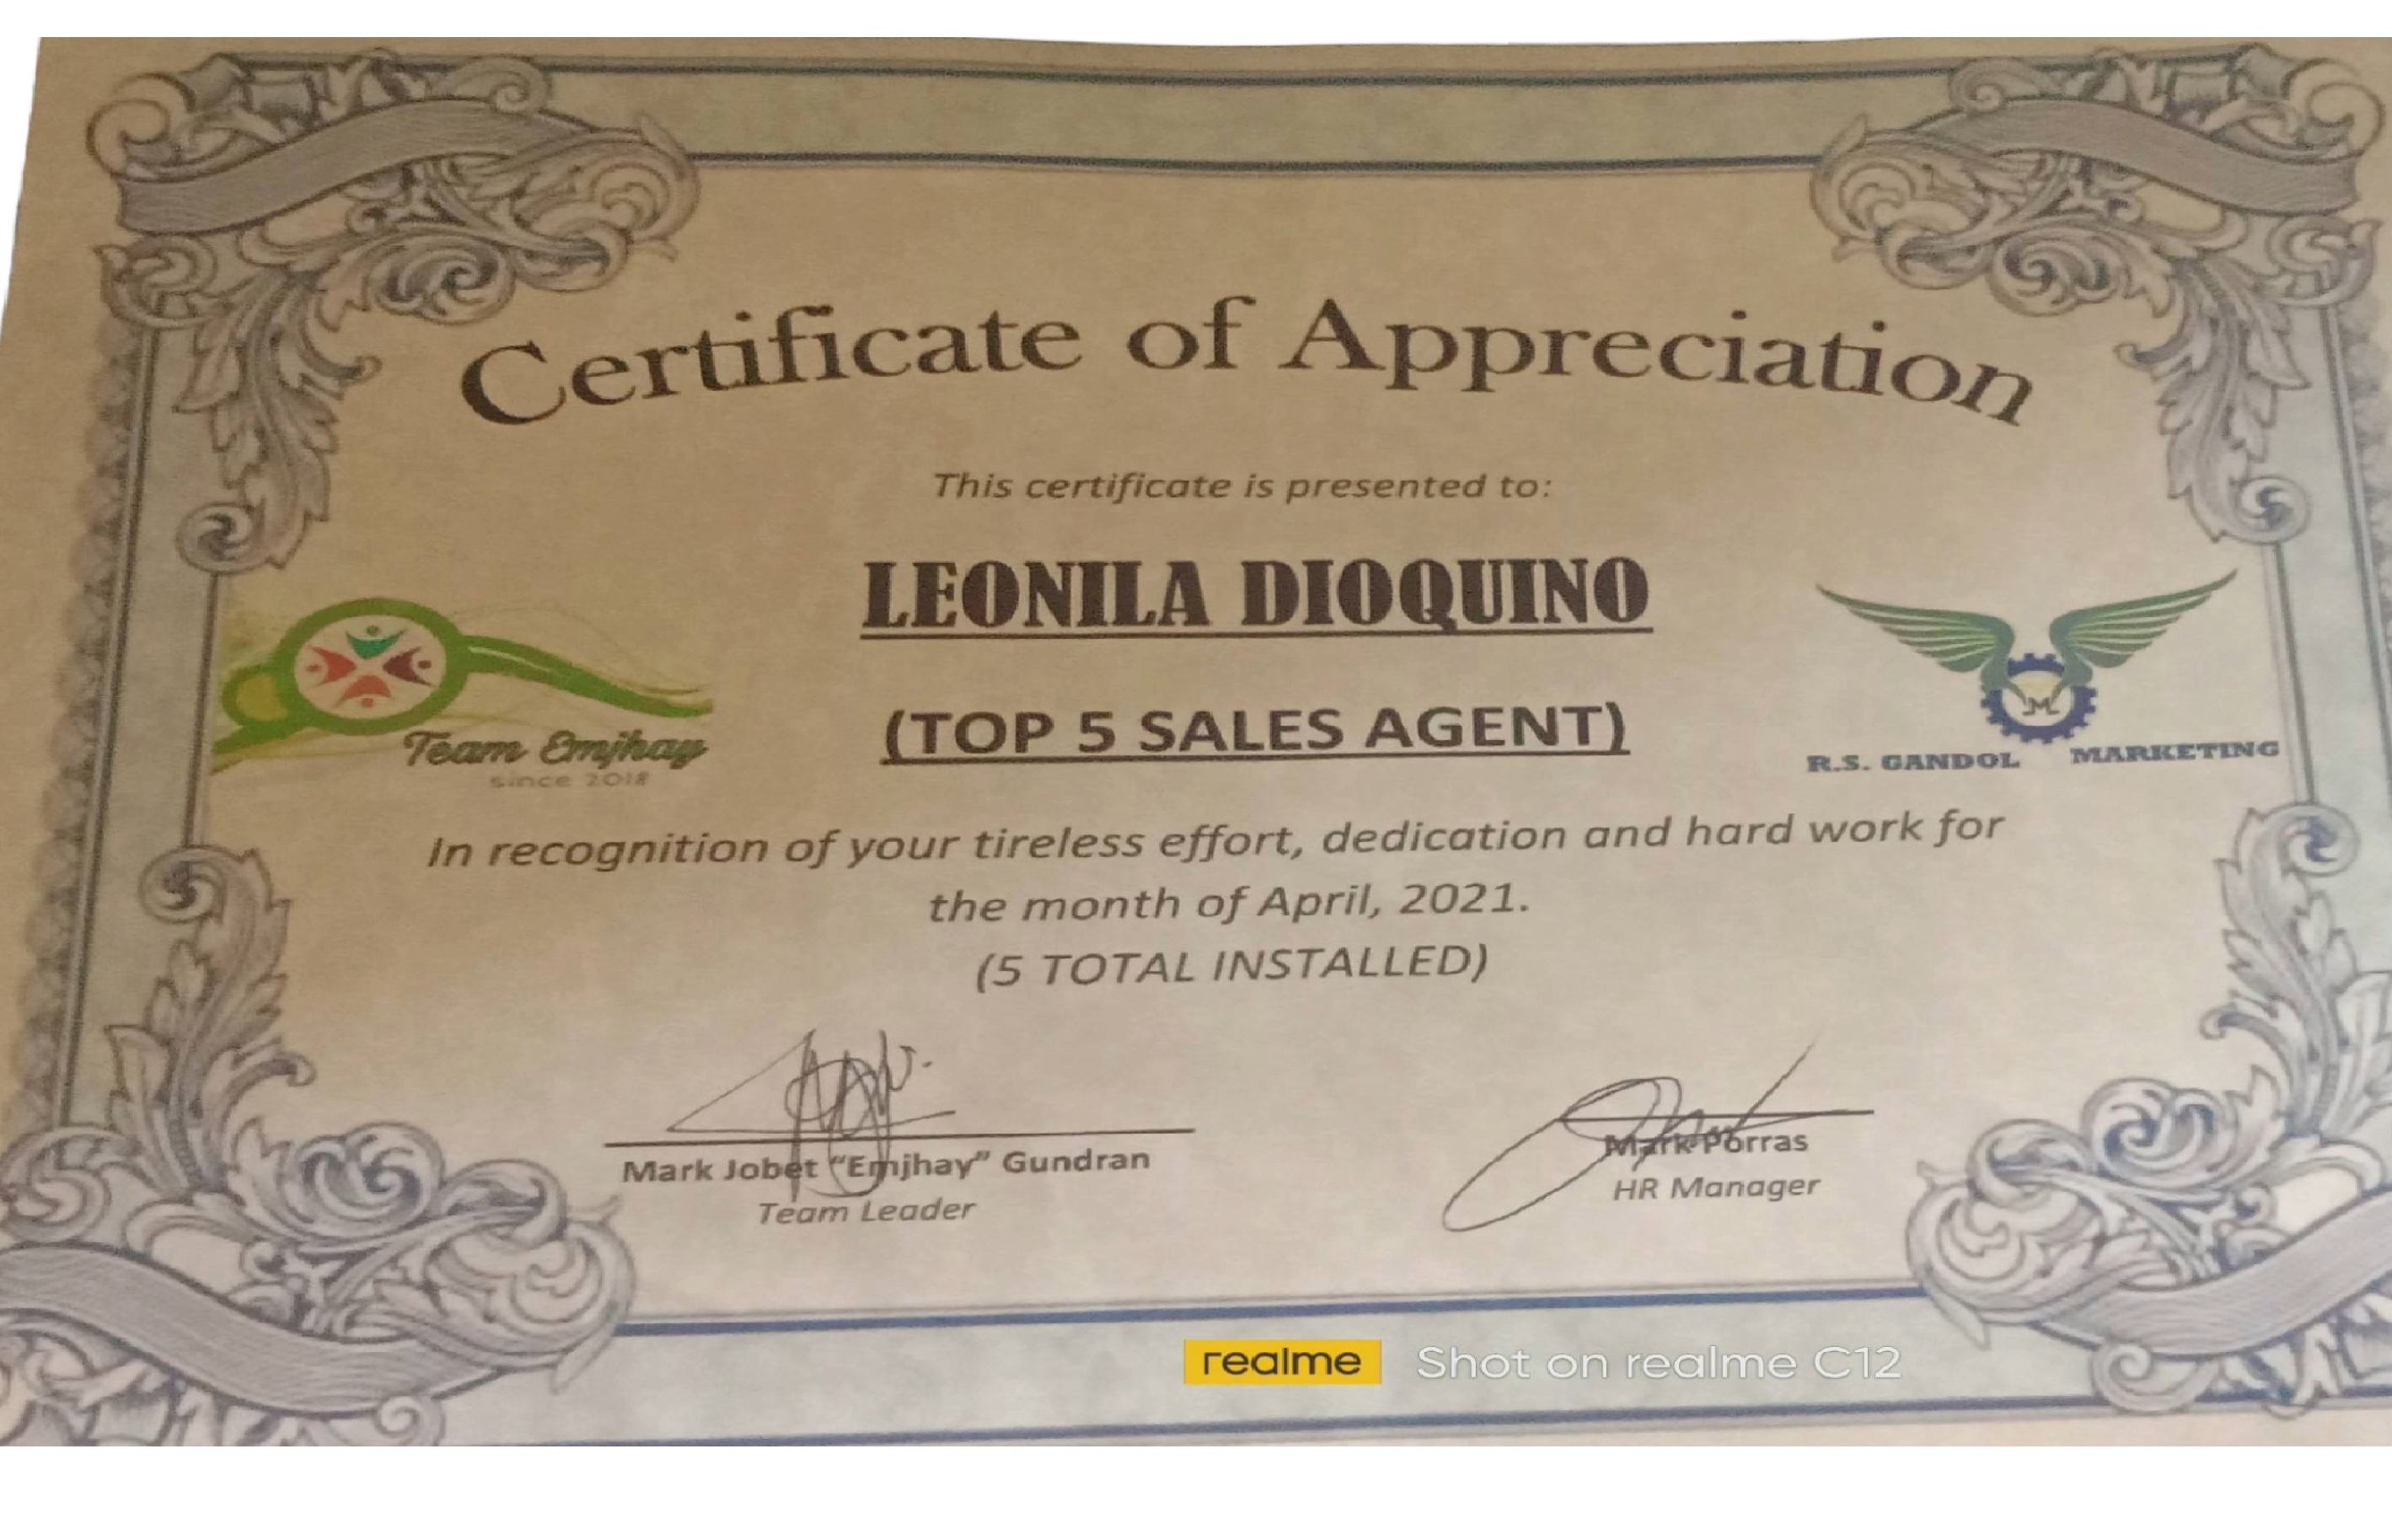 Certificate of Appreciation
This certificate is presented to:
LEONILA DIOQUINO
(TOP 5 SALES AGENT)
Team Emjhay
since 2018
M
R.S. GANDOL MARKETING
In recognition of your tireless effort, dedication and hard work for
the month of April, 2021.
(5 TOTAL INSTALLED)
Mark Jobet “Emjhay” Gundran
Team Leader
Mark Porras
HR Manager
realme Shot on realme C12